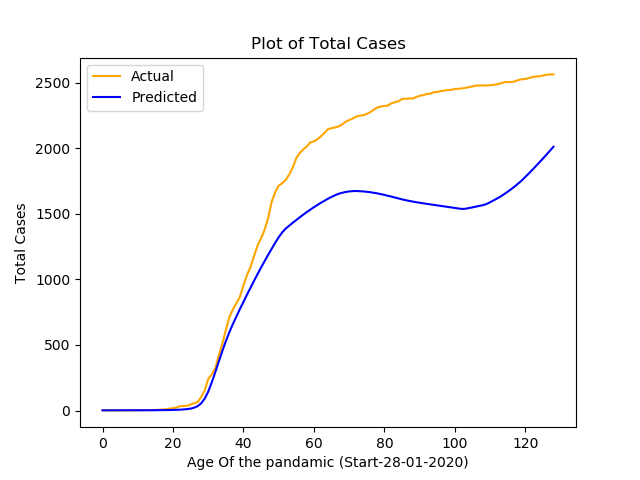 Plot of Total Cases
Actual
Predicted
Total Cases
2500
2000
1500
1000
500
0
0 20 40 60 80 100 120
Age Of the pandamic (Start-28-01-2020)